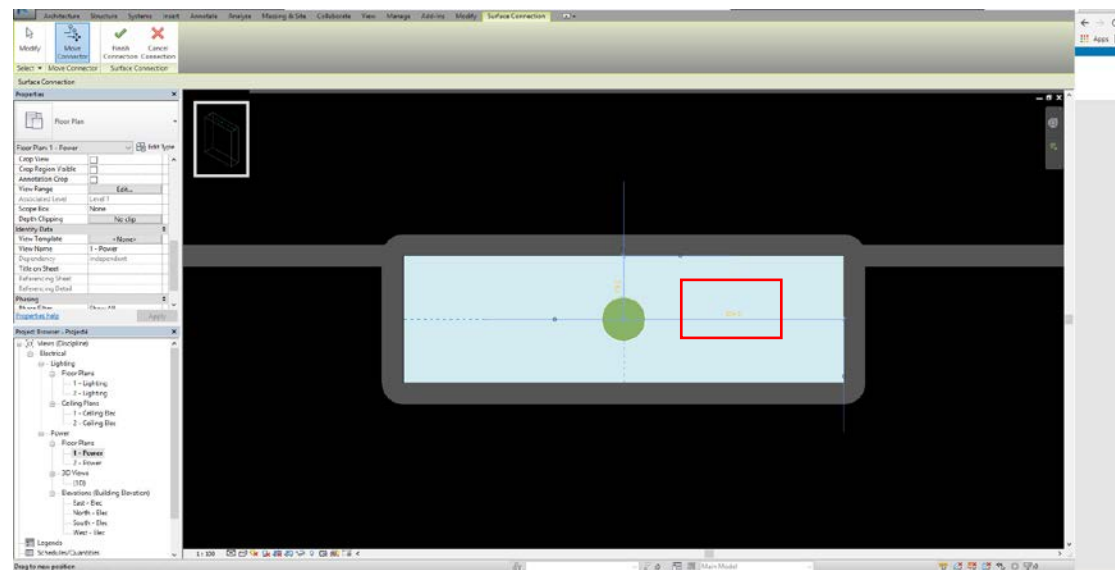 Architecture Structure Systems Insert Annotate Analyze Massing & Site Collaborate View Manage Add-Ins Modify Surface Connection
Modify Move Connector Finish Connection Cancel Connection
Select Move Connector Surface Connection
Surface Connection
Apps
Properties
Floor Plan
Floor Plan: 1 - Power Edit Type
Crop View
Crop Region Visible
Annotation Crop
View Range Edit...
Associated Level Level 1
Scope Box None
Depth Clipping No clip
Identity Data
View Template <None>
View Name 1 - Power
Dependency Independent
Title on Sheet
Referencing Sheet
Referencing Detail
Phasing
Phase Filter Show All
Properties help Apply
Project Browser - Project4
Views (Discipline)
Electrical
Lighting
Floor Plans
1 - Lighting
2 - Lighting
Ceiling Plans
1 - Ceiling Elec
2 - Ceiling Elec
Power
Floor Plans
1 - Power
2 - Power
3D Views
{3D}
Elevations (Building Elevation)
East - Elec
North - Elec
South - Elec
West - Elec
Legends
Schedules/Quantities
1 : 100
Drag to new position
Main Model